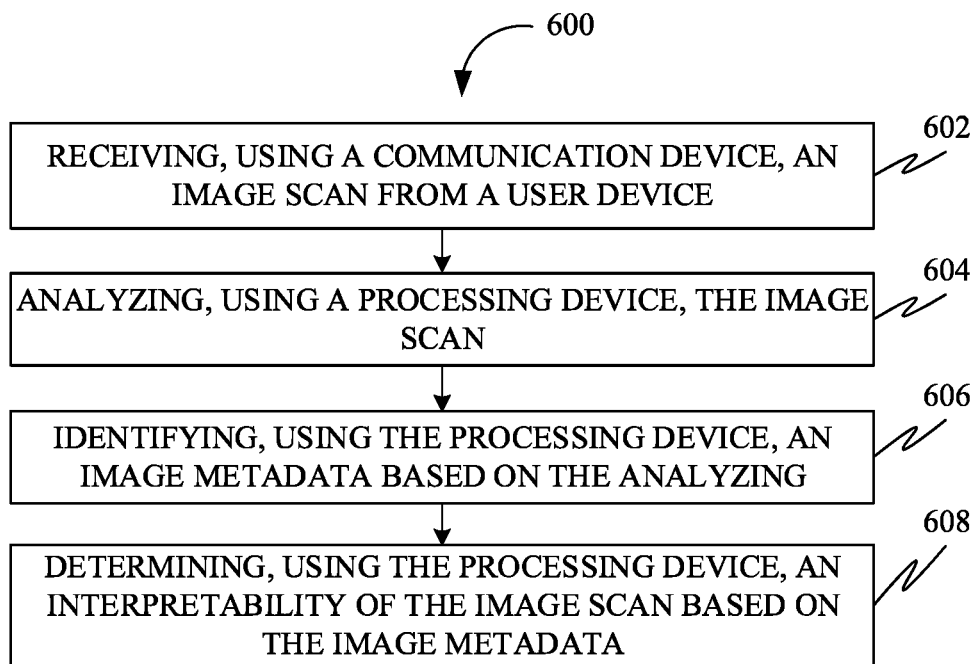 600
602
RECEIVING, USING A COMMUNICATION DEVICE, AN
IMAGE SCAN FROM A USER DEVICE
604
ANALYZING, USING A PROCESSING DEVICE, THE IMAGE
SCAN
606
IDENTIFYING, USING THE PROCESSING DEVICE, AN
IMAGE METADATA BASED ON THE ANALYZING
608
DETERMINING, USING THE PROCESSING DEVICE, AN
INTERPRETABILITY OF THE IMAGE SCAN BASED ON
THE IMAGE METADATA